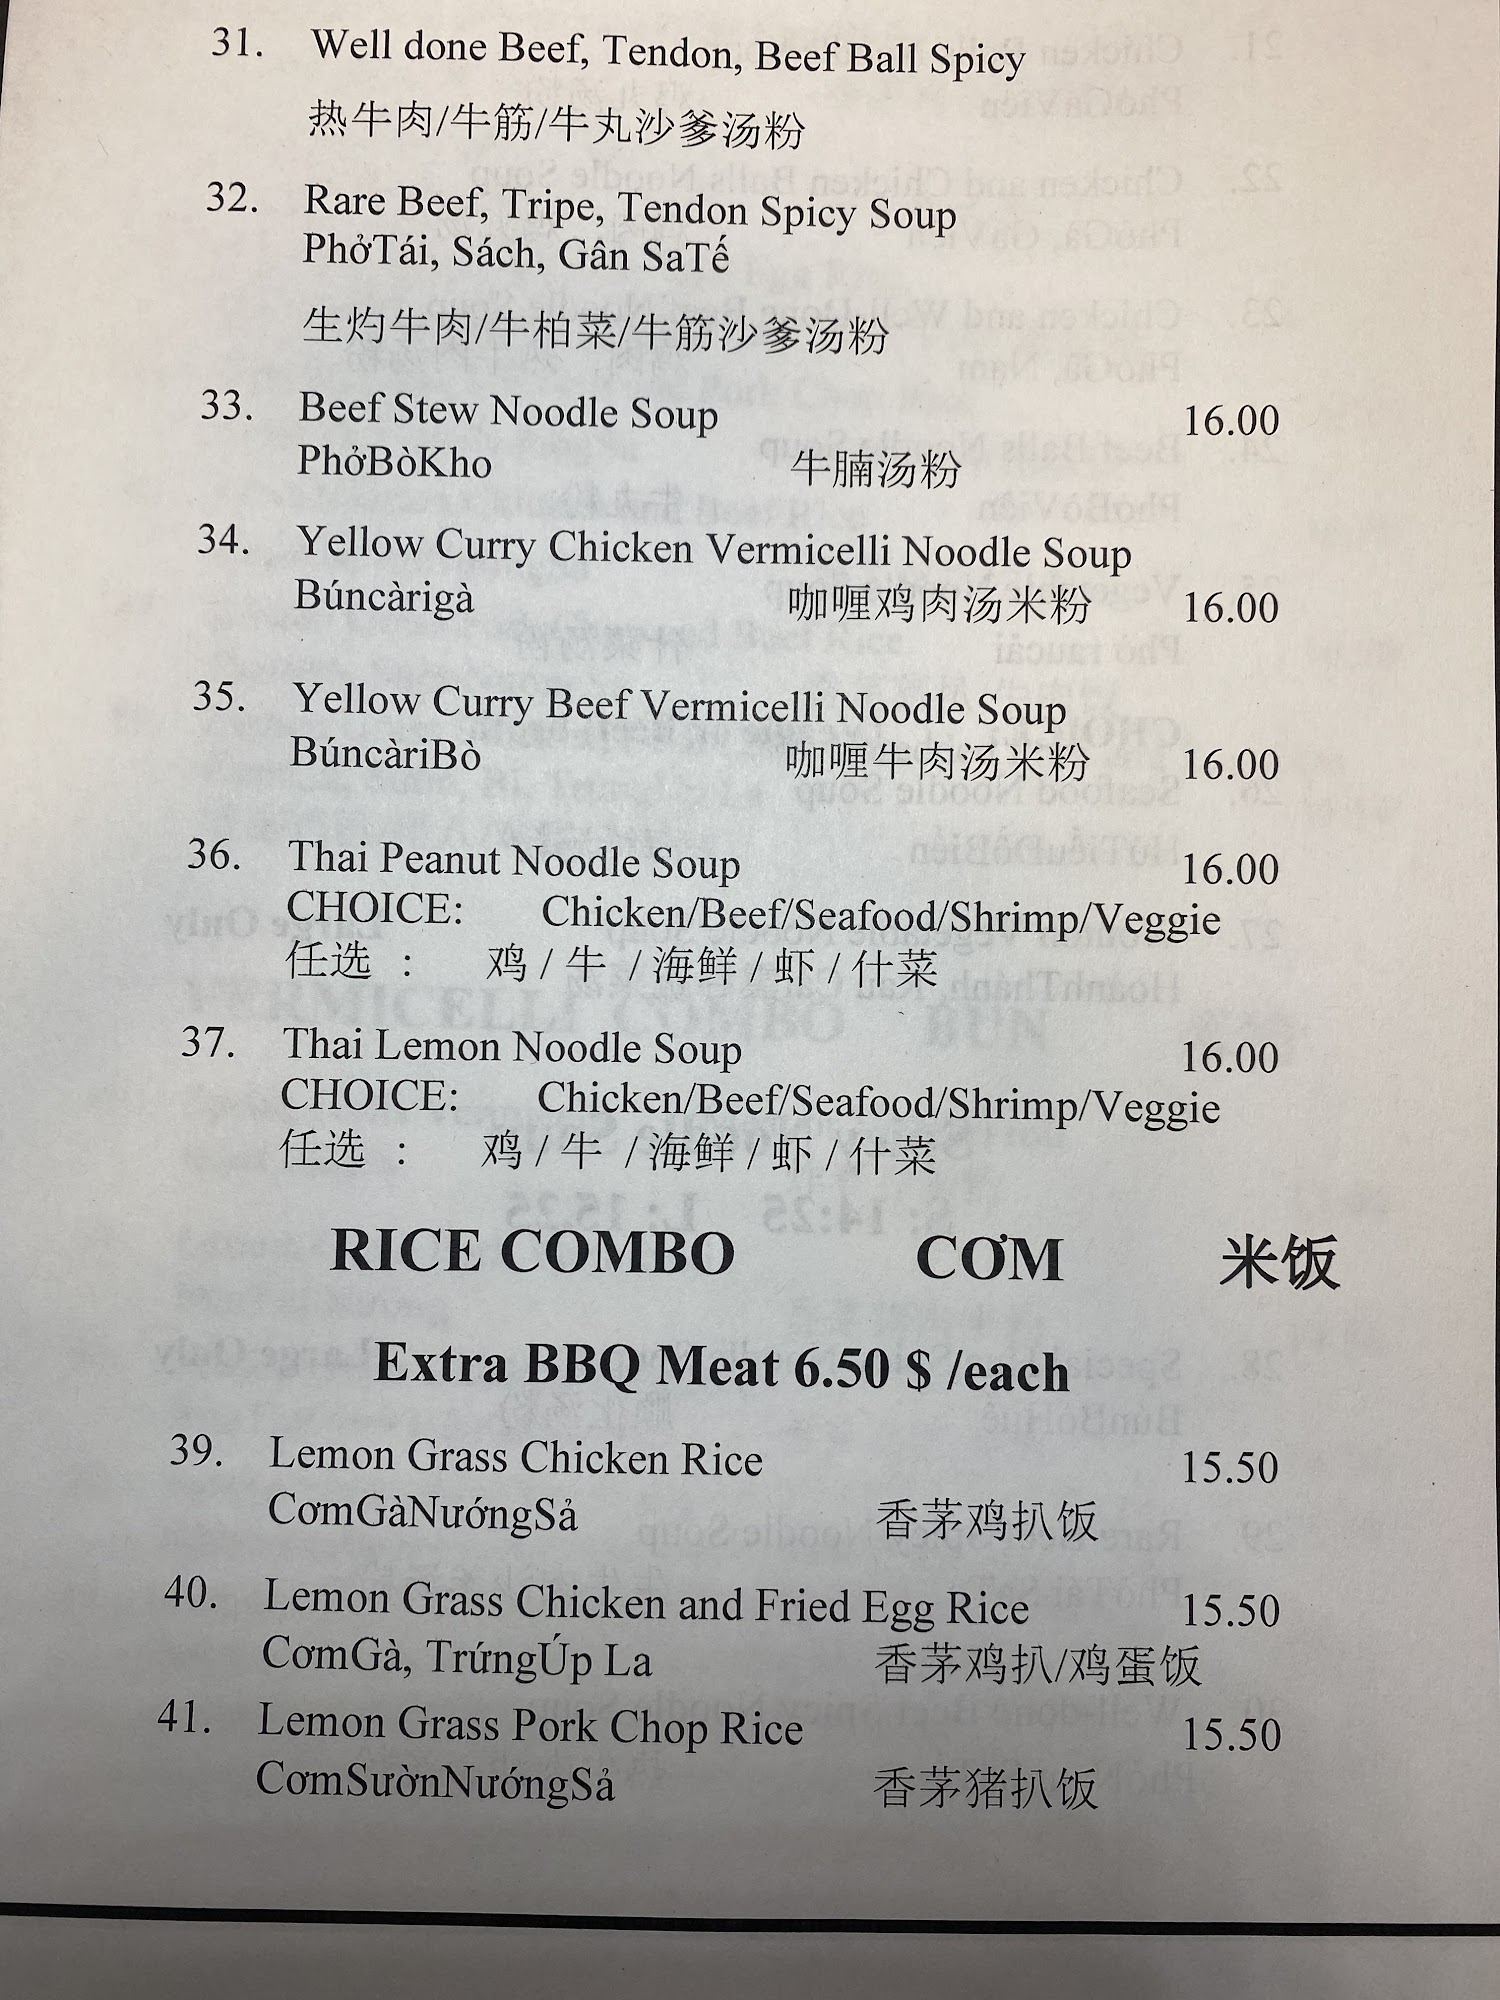 31. Well done Beef, Tendon, Beef Ball Spicy
热牛肉/牛筋/牛丸沙爹汤粉
32. Rare Beef, Tripe, Tendon Spicy Soup
PhởTái, Sách, Gân SaTế
生灼牛肉/牛柏菜/牛筋沙爹汤粉
33. Beef Stew Noodle Soup 16.00
PhởBòKho 牛腩汤粉
34. Yellow Curry Chicken Vermicelli Noodle Soup
Búncàrigà 咖喱鸡肉汤米粉 16.00
35. Yellow Curry Beef Vermicelli Noodle Soup
BúncàriBò 咖喱牛肉汤米粉 16.00
36. Thai Peanut Noodle Soup 16.00
CHOICE: Chicken/Beef/Seafood/Shrimp/Veggie
任选 : 鸡 / 牛 / 海鲜 / 虾 / 什菜
37. Thai Lemon Noodle Soup 16.00
CHOICE: Chicken/Beef/Seafood/Shrimp/Veggie
任选 : 鸡 / 牛 / 海鲜 / 虾 / 什菜
RICE COMBO CƠM 米饭
Extra BBQ Meat 6.50 $ /each
39. Lemon Grass Chicken Rice 15.50
CơmGàNướngSả 香茅鸡扒饭
40. Lemon Grass Chicken and Fried Egg Rice 15.50
CơmGà, TrứngÚp La 香茅鸡扒/鸡蛋饭
41. Lemon Grass Pork Chop Rice 15.50
CơmSườnNướngSả 香茅猪扒饭